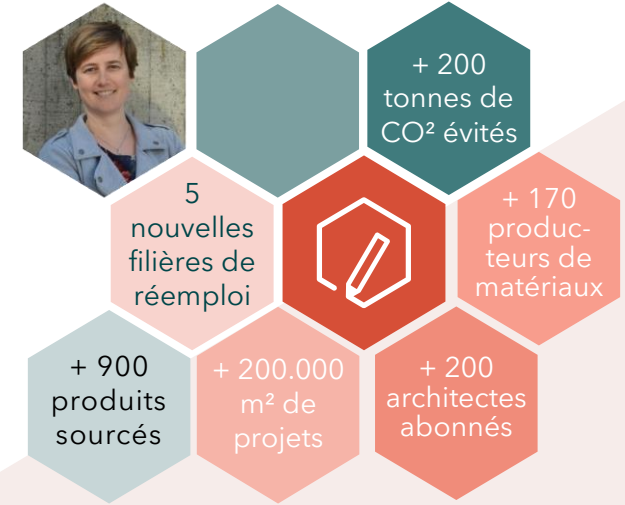 + 200
tonnes de
CO² évités
5
nouvelles
filières de
réemploi
+ 170
produc-
teurs de
matériaux
+ 900
produits
sourcés
+ 200.000
m² de
projets
+ 200
architectes
abonnés